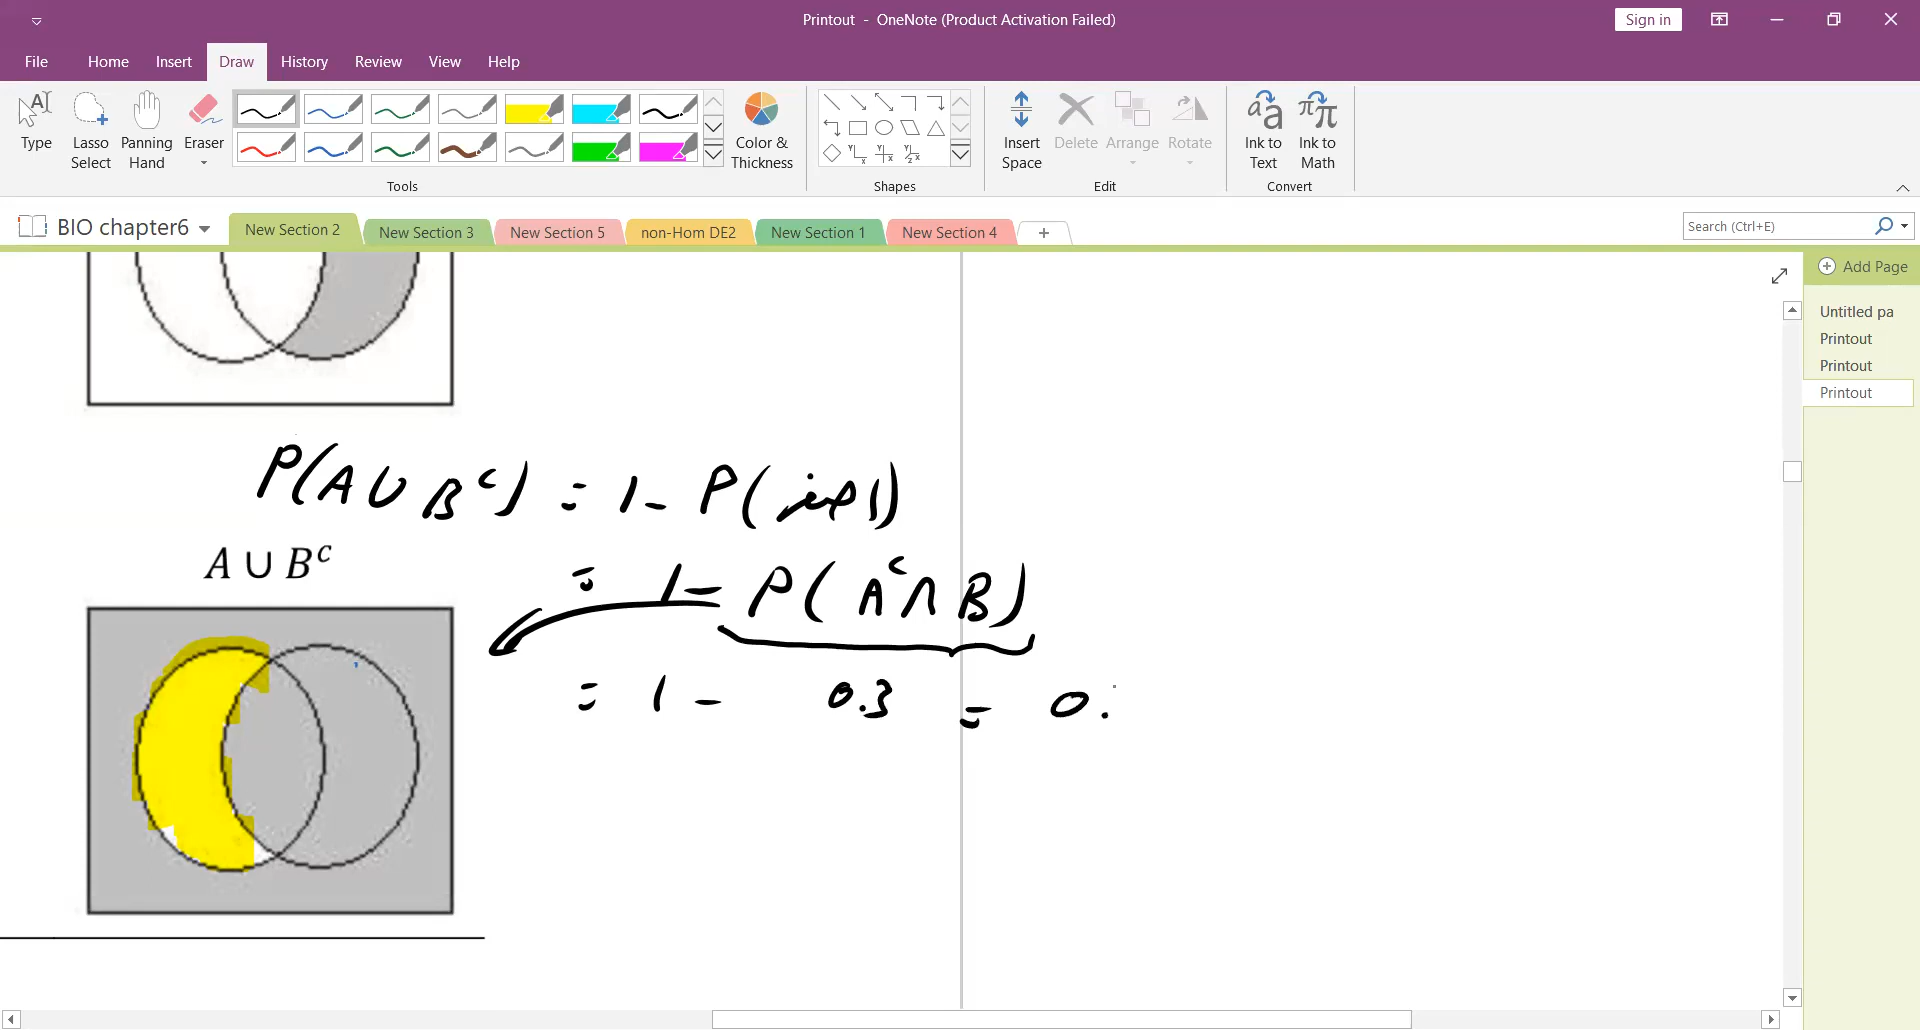 Printout - OneNote (Product Activation Failed)
Sign in
File Home Insert Draw History Review View Help
Type
Lasso Select
Panning Hand
Eraser
Color & Thickness
Insert Space
Delete
Arrange
Rotate
Ink to Text
Ink to Math
Tools
Shapes
Edit
Convert
BIO chapter6
New Section 2
New Section 3
New Section 5
non-Hom DE2
New Section 1
New Section 4
Search (Ctrl+E)
Add Page
Untitled pa
Printout
Printout
Printout
P(A ∪ Bᶜ) = 1 - P(
A ∪ Bᶜ
= 1 - P(Aᶜ ∩ B)
= 1 - 0.3 = 0.